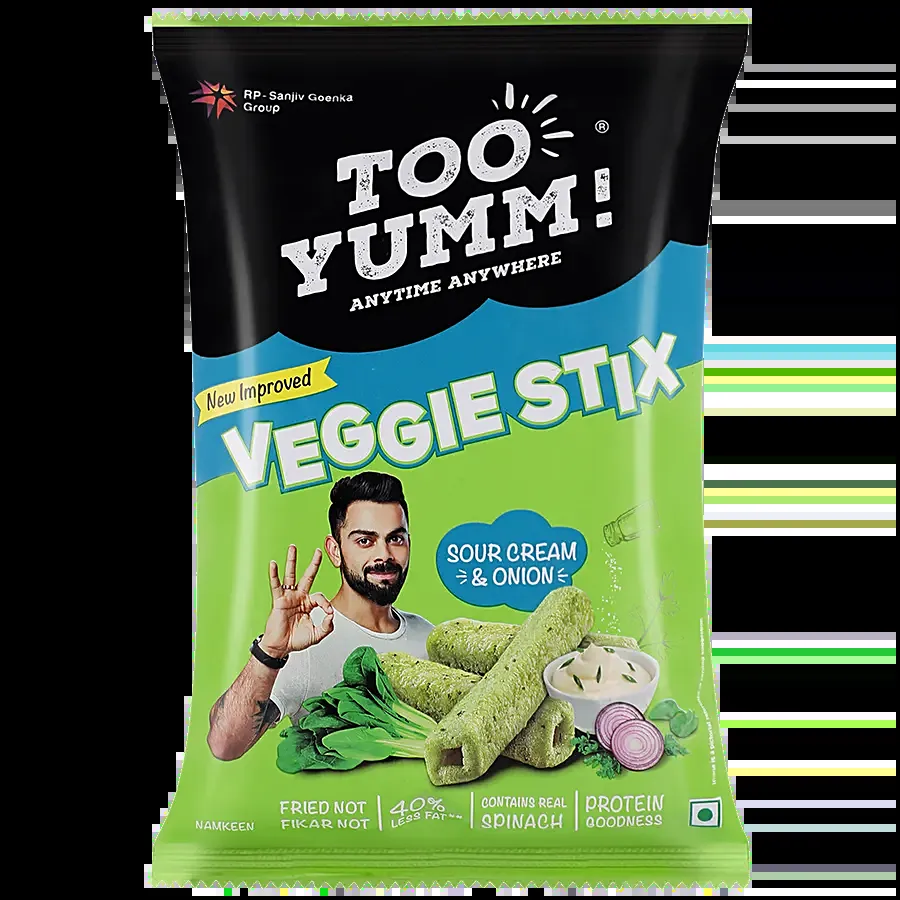 RP-Sanjiv Goenka
Group
TOO
YUMM!
®
ANYTIME ANYWHERE
New Improved
VEGGIE STIX
SOUR CREAM
& ONION
FRIED NOT
FIKAR NOT
40%
LESS FAT
CONTAINS REAL
SPINACH
PROTEIN
GOODNESS
NAMKEEN